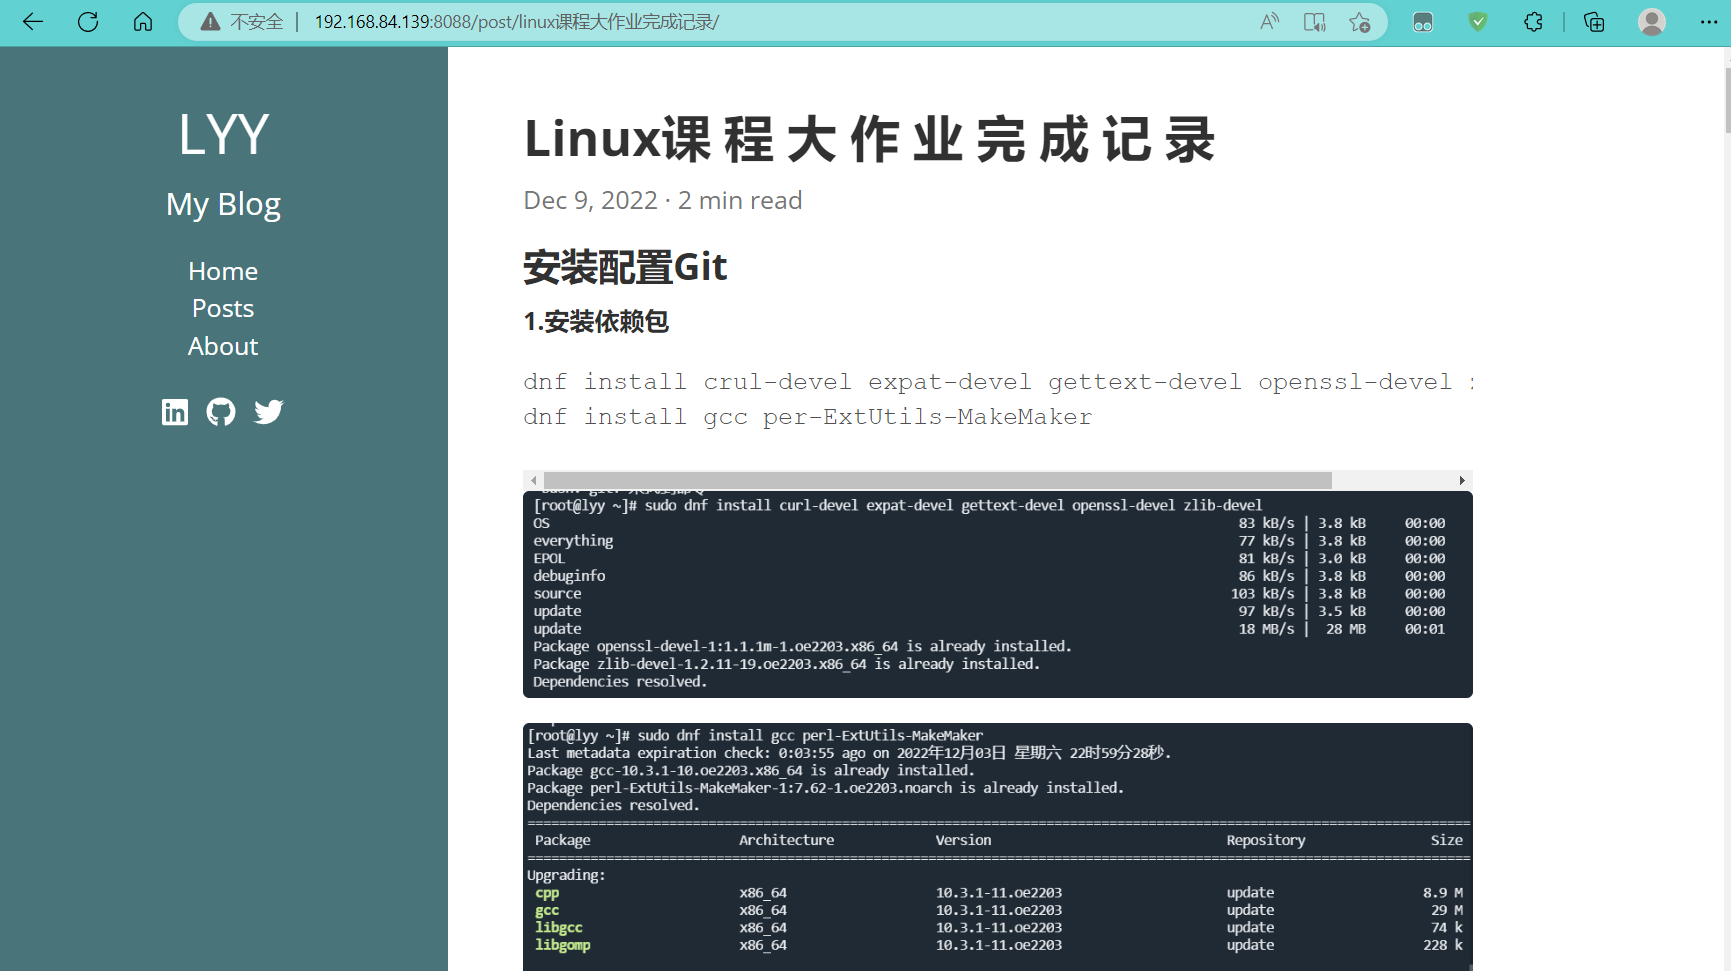 不安全 | 192.168.84.139:8088/post/linux课程大作业完成记录/
LYY
My Blog
Home
Posts
About
Linux课程大作业完成记录
Dec 9, 2022 · 2 min read
安装配置Git
1.安装依赖包
dnf install crul-devel expat-devel gettext-devel openssl-devel
dnf install gcc per-ExtUtils-MakeMaker
[root@lyy ~]# sudo dnf install curl-devel expat-devel gettext-devel openssl-devel zlib-devel
OS 83 kB/s | 3.8 kB 00:00
everything 77 kB/s | 3.8 kB 00:00
EPOL 81 kB/s | 3.0 kB 00:00
debuginfo 86 kB/s | 3.8 kB 00:00
source 103 kB/s | 3.8 kB 00:00
update 97 kB/s | 3.5 kB 00:00
update 18 MB/s | 28 MB 00:01
Package openssl-devel-1:1.1.1m-1.oe2203.x86_64 is already installed.
Package zlib-devel-1.2.11-19.oe2203.x86_64 is already installed.
Dependencies resolved.
[root@lyy ~]# sudo dnf install gcc perl-ExtUtils-MakeMaker
Last metadata expiration check: 0:03:55 ago on 2022年12月03日 星期六 22时59分28秒.
Package gcc-10.3.1-10.oe2203.x86_64 is already installed.
Package perl-ExtUtils-MakeMaker-1:7.62-1.oe2203.noarch is already installed.
Dependencies resolved.
Package Architecture Version Repository Size
Upgrading:
cpp x86_64 10.3.1-11.oe2203 update 8.9 M
gcc x86_64 10.3.1-11.oe2203 update 29 M
libgcc x86_64 10.3.1-11.oe2203 update 74 k
libgomp x86_64 10.3.1-11.oe2203 update 228 k